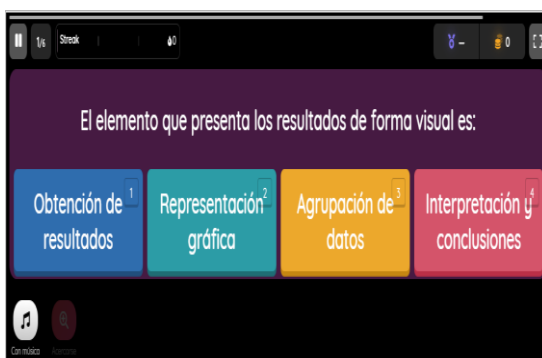 1/6 Streak 0 – 0
El elemento que presenta los resultados de forma visual es:
1 2 3 4
Obtención de Representación Agrupación de Interpretación y
resultados gráfica datos conclusiones
Con música Acercarse